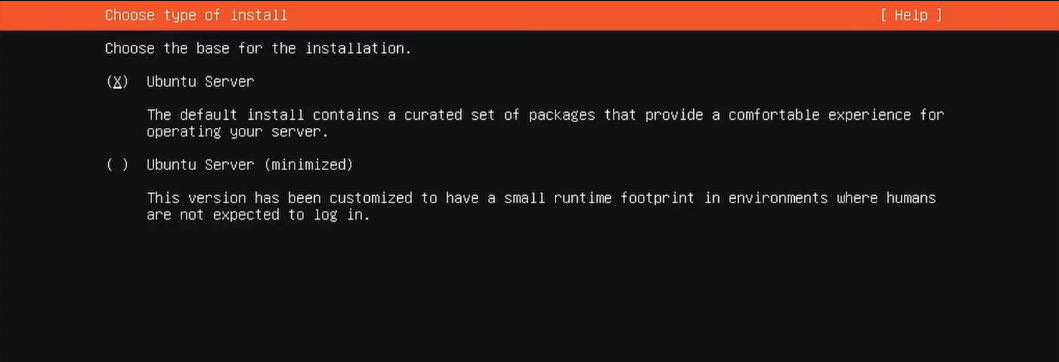 Choose type of install [ Help ]
Choose the base for the installation.
(X) Ubuntu Server
The default install contains a curated set of packages that provide a comfortable experience for
operating your server.
( ) Ubuntu Server (minimized)
This version has been customized to have a small runtime footprint in environments where humans
are not expected to log in.